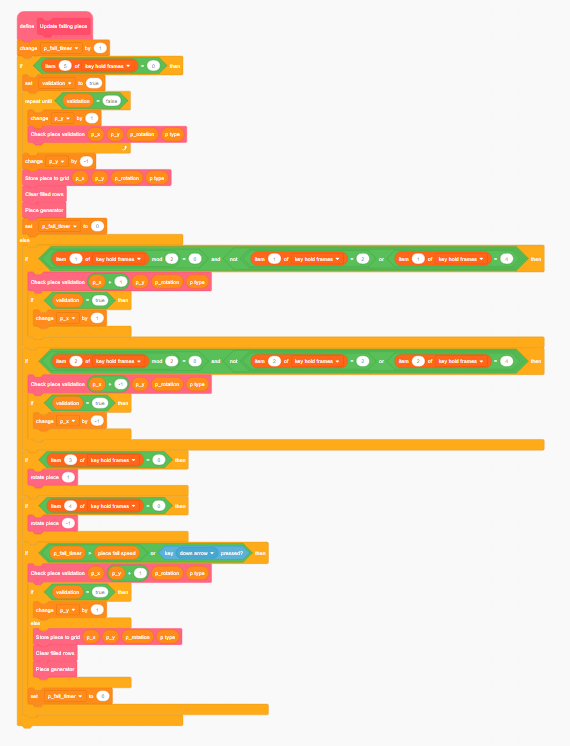 define Update falling piece
change p_fall_timer by 1
if item 5 of key hold frames = 0 then
set validation to true
repeat until validation = false
change p_y by 1
Check piece validation p_x p_y p_rotation p type
change p_y by -1
Store piece to grid p_x p_y p_rotation p type
Clear filled rows
Piece generator
set p_fall_timer to 0
else
if item 1 of key hold frames mod 2 = 0 and not item 1 of key hold frames = 2 or item 1 of key hold frames = 4 then
Check piece validation p_x + 1 p_y p_rotation p type
if validation = true then
change p_x by 1
if item 2 of key hold frames mod 2 = 0 and not item 2 of key hold frames = 2 or item 2 of key hold frames = 4 then
Check piece validation p_x + -1 p_y p_rotation p type
if validation = true then
change p_x by -1
if item 3 of key hold frames = 0 then
rotate piece 1
if item 4 of key hold frames = 0 then
rotate piece -1
if p_fall_timer > piece fall speed or key down arrow pressed? then
Check piece validation p_x p_y + 1 p_rotation p type
if validation = true then
change p_y by 1
else
Store piece to grid p_x p_y p_rotation p type
Clear filled rows
Piece generator
set p_fall_timer to 0